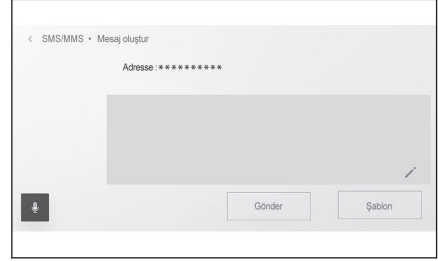 < SMS/MMS • Mesaj oluştur
Adresse :**********
Gönder Şablon